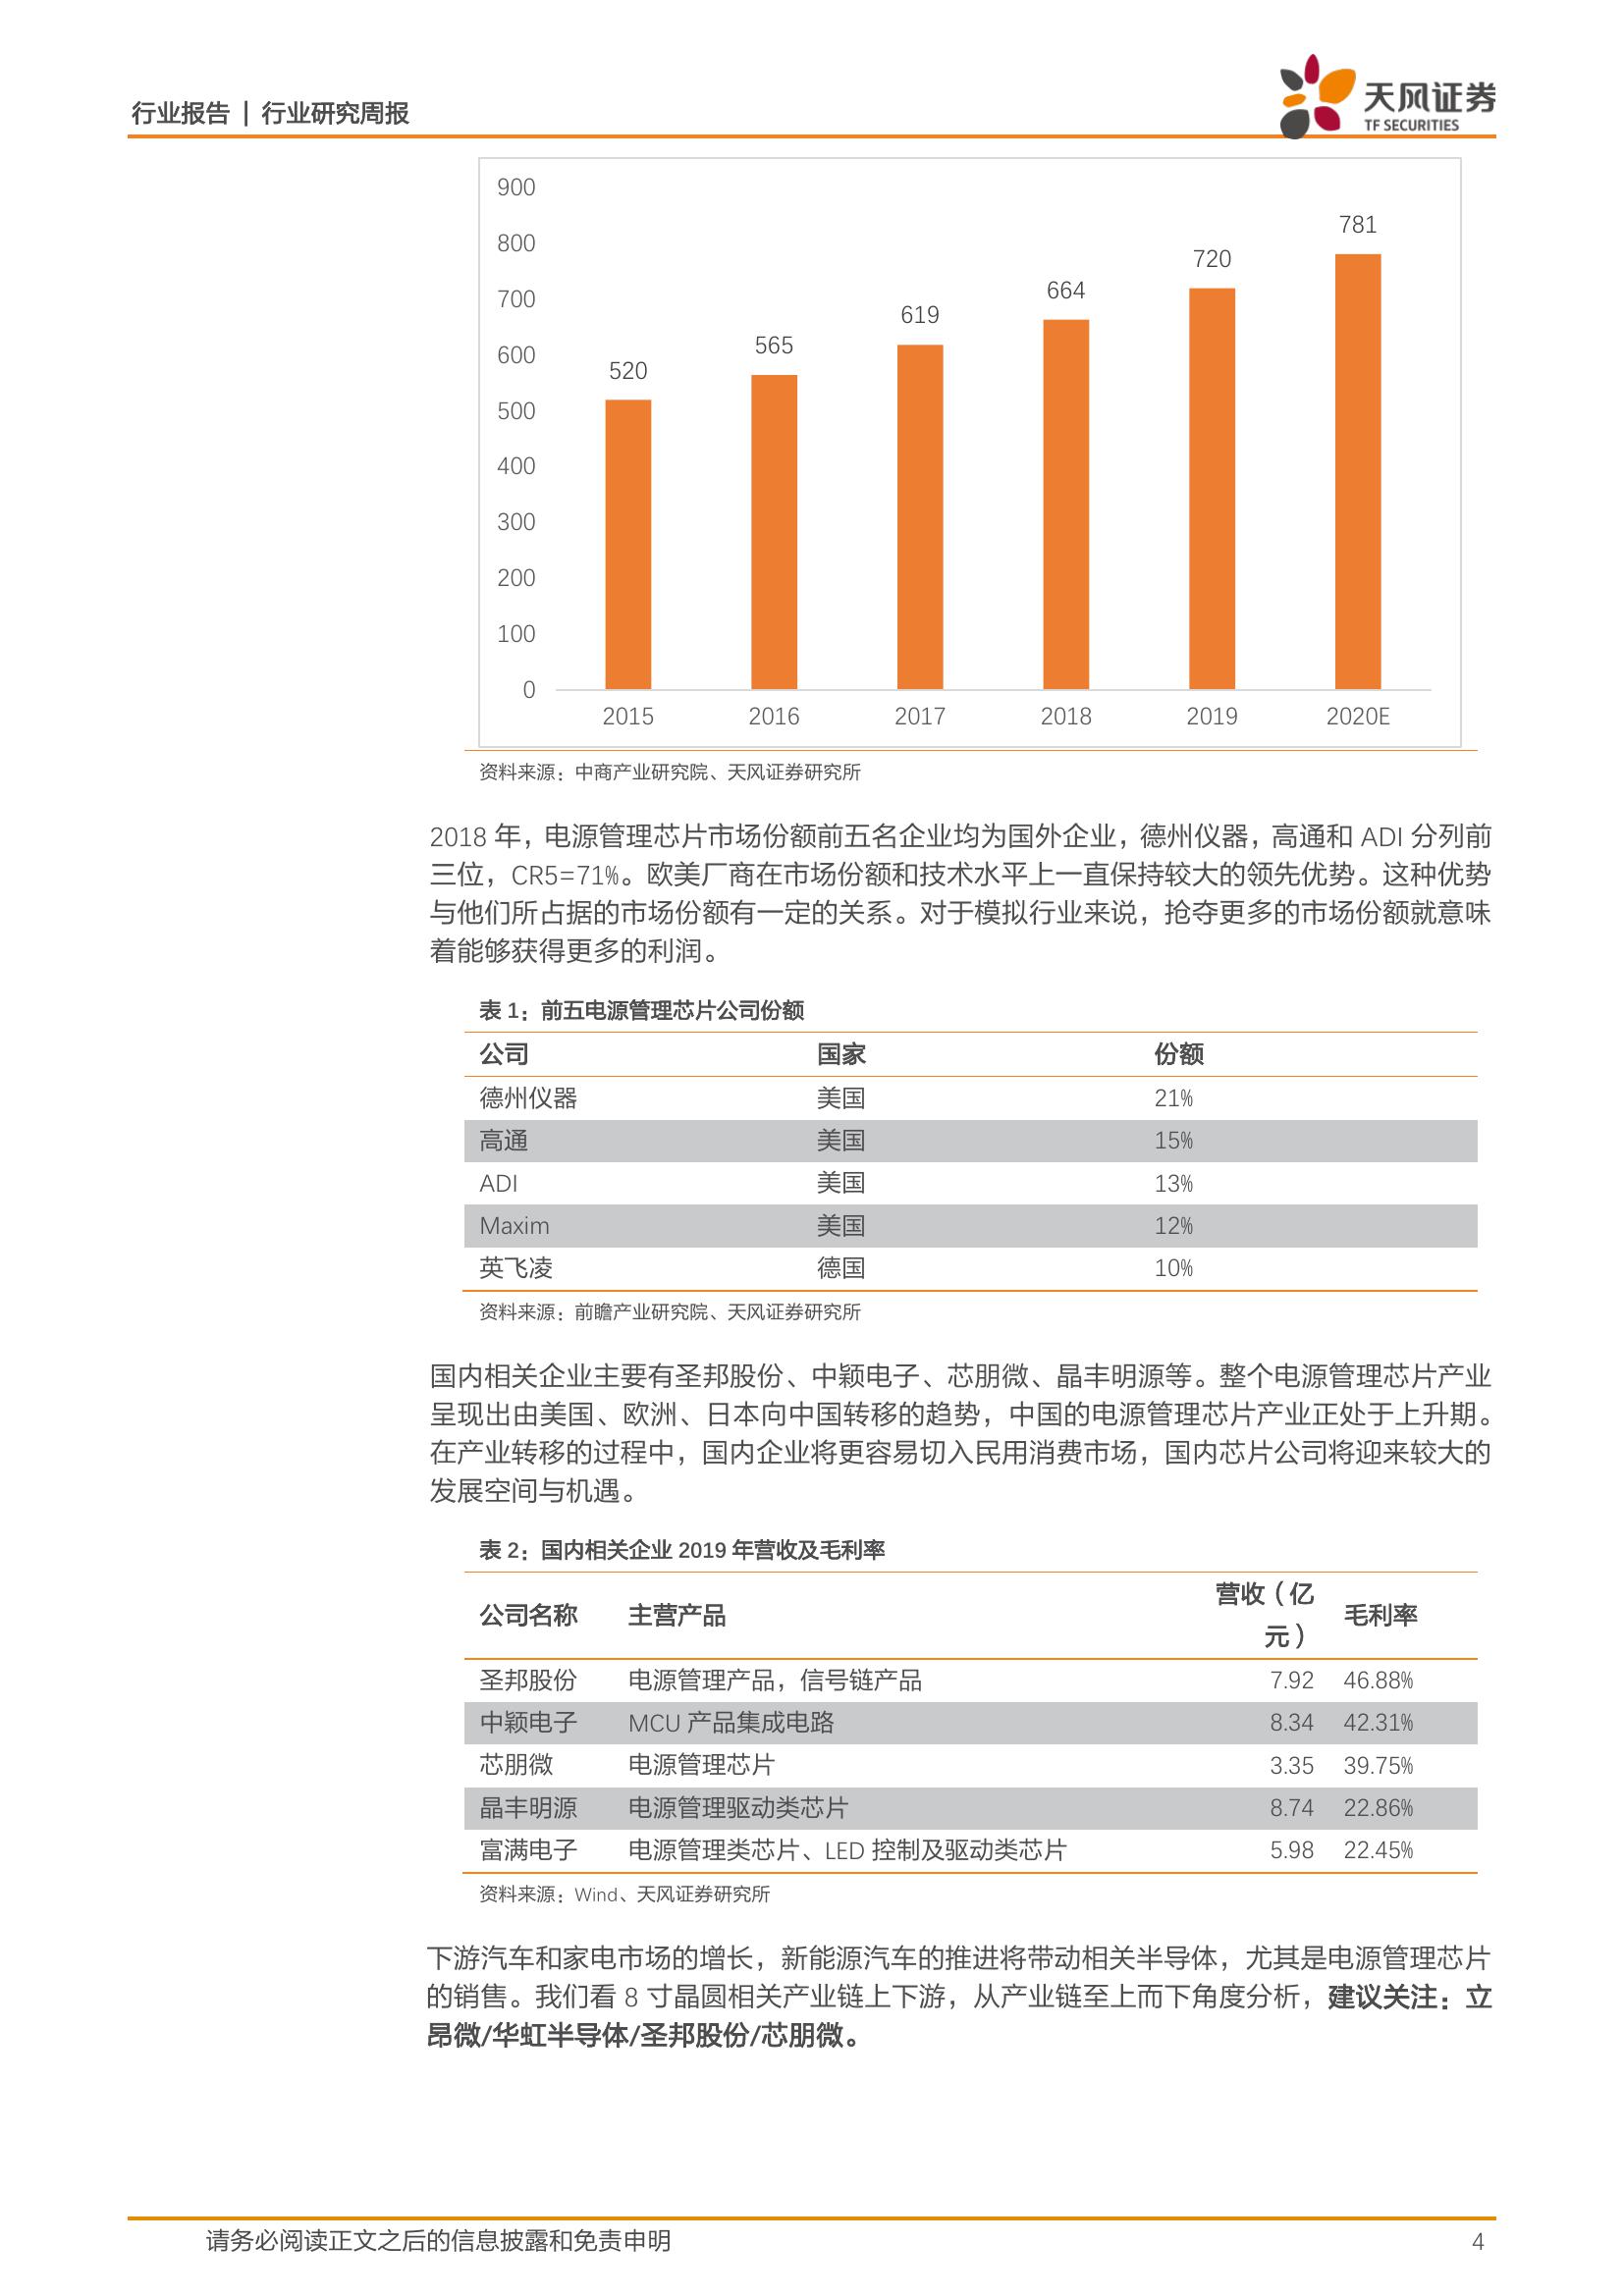 行业报告 | 行业研究周报
天风证券
TF SECURITIES
900
800
700
600
500
400
300
200
100
0
520
565
619
664
720
781
2015 2016 2017 2018 2019 2020E
资料来源：中商产业研究院、天风证券研究所
2018 年，电源管理芯片市场份额前五名企业均为国外企业，德州仪器，高通和 ADI 分列前
三位，CR5=71%。欧美厂商在市场份额和技术水平上一直保持较大的领先优势。这种优势
与他们所占据的市场份额有一定的关系。对于模拟行业来说，抢夺更多的市场份额就意味
着能够获得更多的利润。
表 1：前五电源管理芯片公司份额
公司 国家 份额
德州仪器 美国 21%
高通 美国 15%
ADI 美国 13%
Maxim 美国 12%
英飞凌 德国 10%
资料来源：前瞻产业研究院、天风证券研究所
国内相关企业主要有圣邦股份、中颖电子、芯朋微、晶丰明源等。整个电源管理芯片产业
呈现出由美国、欧洲、日本向中国转移的趋势，中国的电源管理芯片产业正处于上升期。
在产业转移的过程中，国内企业将更容易切入民用消费市场，国内芯片公司将迎来较大的
发展空间与机遇。
表 2：国内相关企业 2019 年营收及毛利率
公司名称 主营产品 营收（亿
元） 毛利率
圣邦股份 电源管理产品，信号链产品 7.92 46.88%
中颖电子 MCU 产品集成电路 8.34 42.31%
芯朋微 电源管理芯片 3.35 39.75%
晶丰明源 电源管理驱动类芯片 8.74 22.86%
富满电子 电源管理类芯片、LED 控制及驱动类芯片 5.98 22.45%
资料来源：Wind、天风证券研究所
下游汽车和家电市场的增长，新能源汽车的推进将带动相关半导体，尤其是电源管理芯片
的销售。我们看 8 寸晶圆相关产业链上下游，从产业链至上而下角度分析，建议关注：立
昂微/华虹半导体/圣邦股份/芯朋微。
请务必阅读正文之后的信息披露和免责申明 4